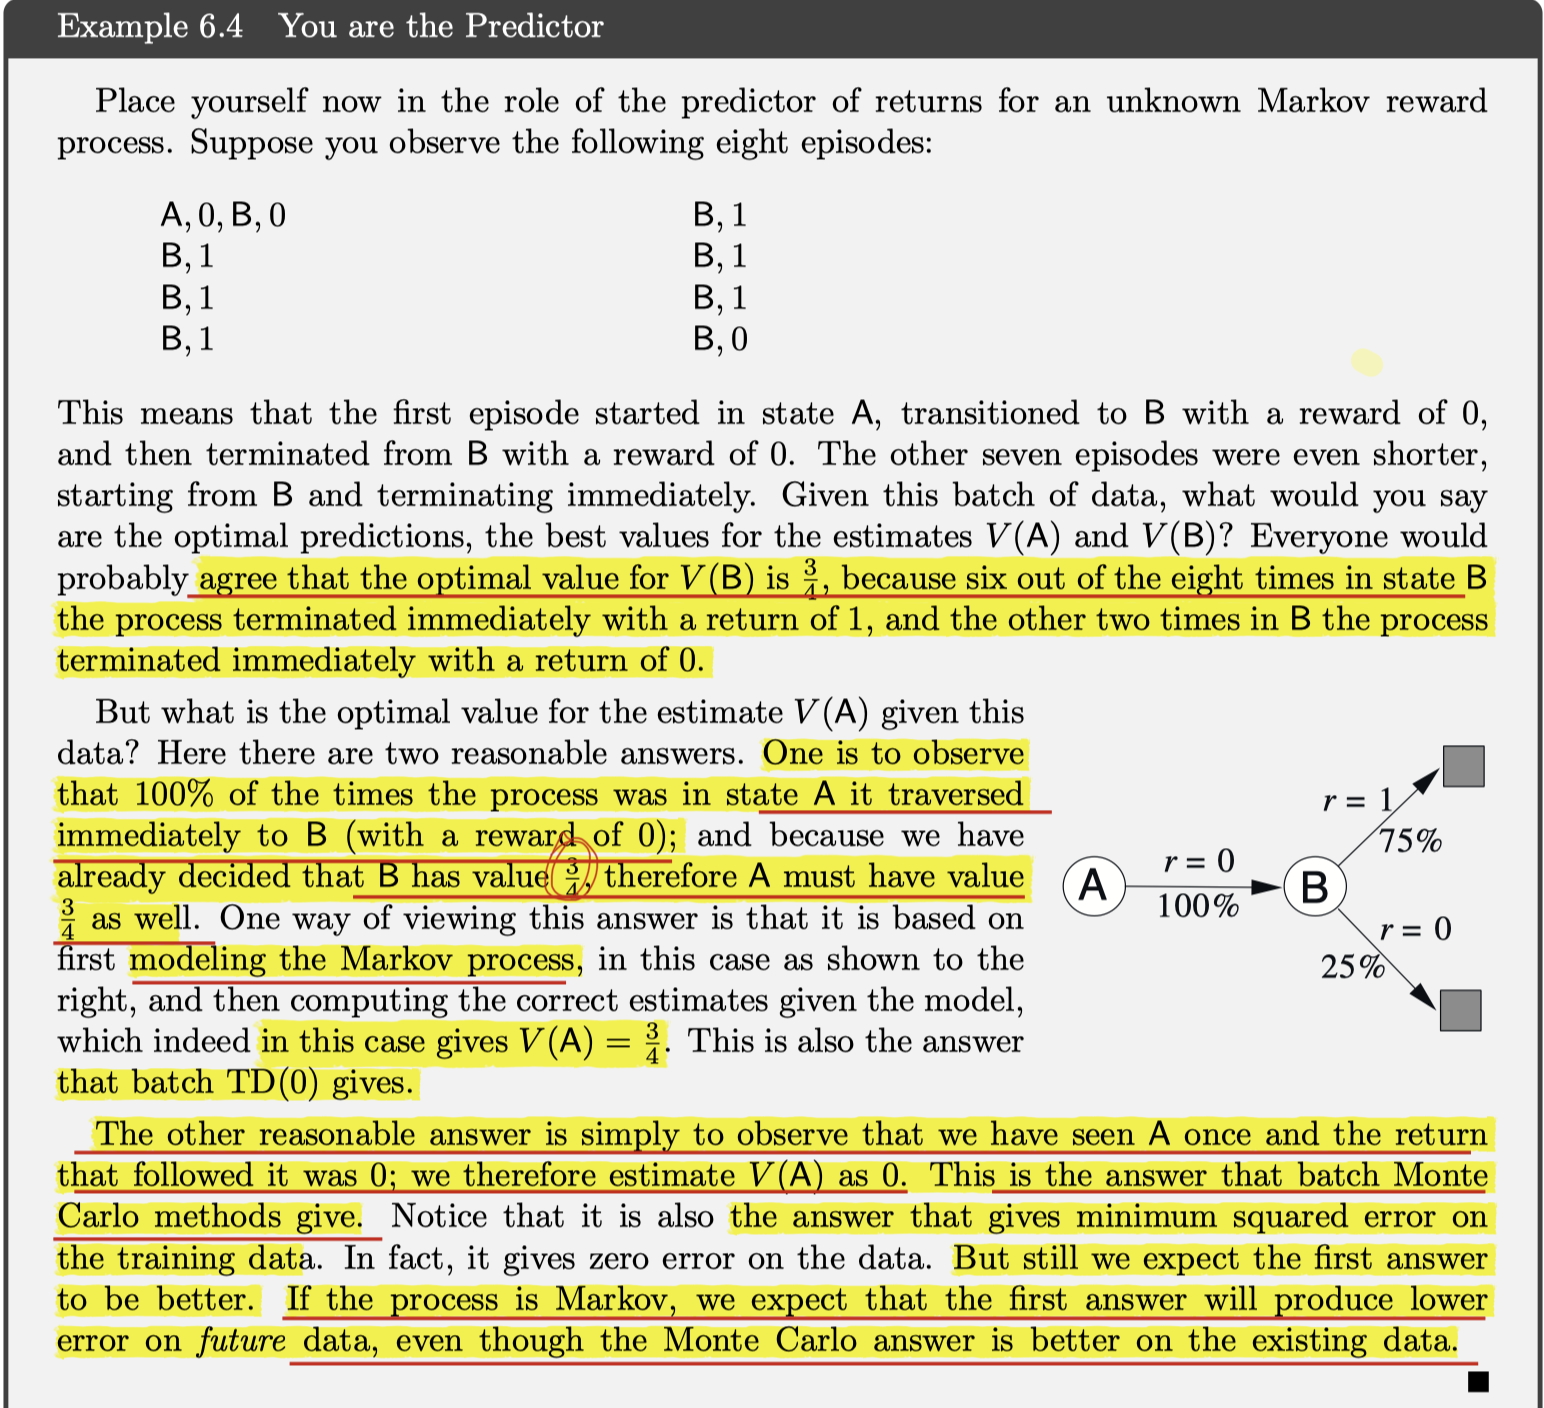 Example 6.4 You are the Predictor
Place yourself now in the role of the predictor of returns for an unknown Markov reward
process. Suppose you observe the following eight episodes:
A, 0, B, 0
B, 1
B, 1
B, 1
B, 1
B, 1
B, 1
B, 0
This means that the first episode started in state A, transitioned to B with a reward of 0,
and then terminated from B with a reward of 0. The other seven episodes were even shorter,
starting from B and terminating immediately. Given this batch of data, what would you say
are the optimal predictions, the best values for the estimates V(A) and V(B)? Everyone would
probably agree that the optimal value for V(B) is 3/4, because six out of the eight times in state B
the process terminated immediately with a return of 1, and the other two times in B the process
terminated immediately with a return of 0.
But what is the optimal value for the estimate V(A) given this
data? Here there are two reasonable answers. One is to observe
that 100% of the times the process was in state A it traversed
immediately to B (with a reward of 0); and because we have
already decided that B has value 3/4, therefore A must have value
3/4 as well. One way of viewing this answer is that it is based on
first modeling the Markov process, in this case as shown to the
right, and then computing the correct estimates given the model,
which indeed in this case gives V(A) = 3/4. This is also the answer
that batch TD(0) gives.
A
r = 0
100%
B
r = 1
75%
r = 0
25%
The other reasonable answer is simply to observe that we have seen A once and the return
that followed it was 0; we therefore estimate V(A) as 0. This is the answer that batch Monte
Carlo methods give. Notice that it is also the answer that gives minimum squared error on
the training data. In fact, it gives zero error on the data. But still we expect the first answer
to be better. If the process is Markov, we expect that the first answer will produce lower
error on future data, even though the Monte Carlo answer is better on the existing data.